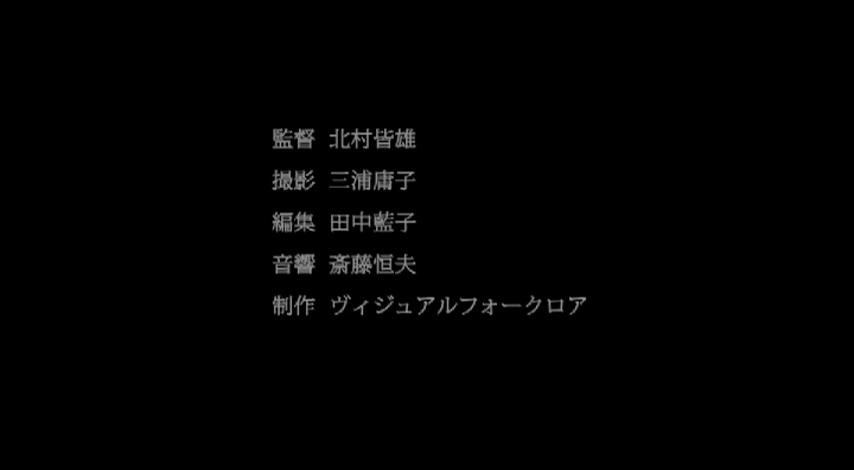 監督 北村皆雄
撮影 三浦庸子
編集 田中藍子
音響 斎藤恒夫
制作 ヴィジュアルフォークロア